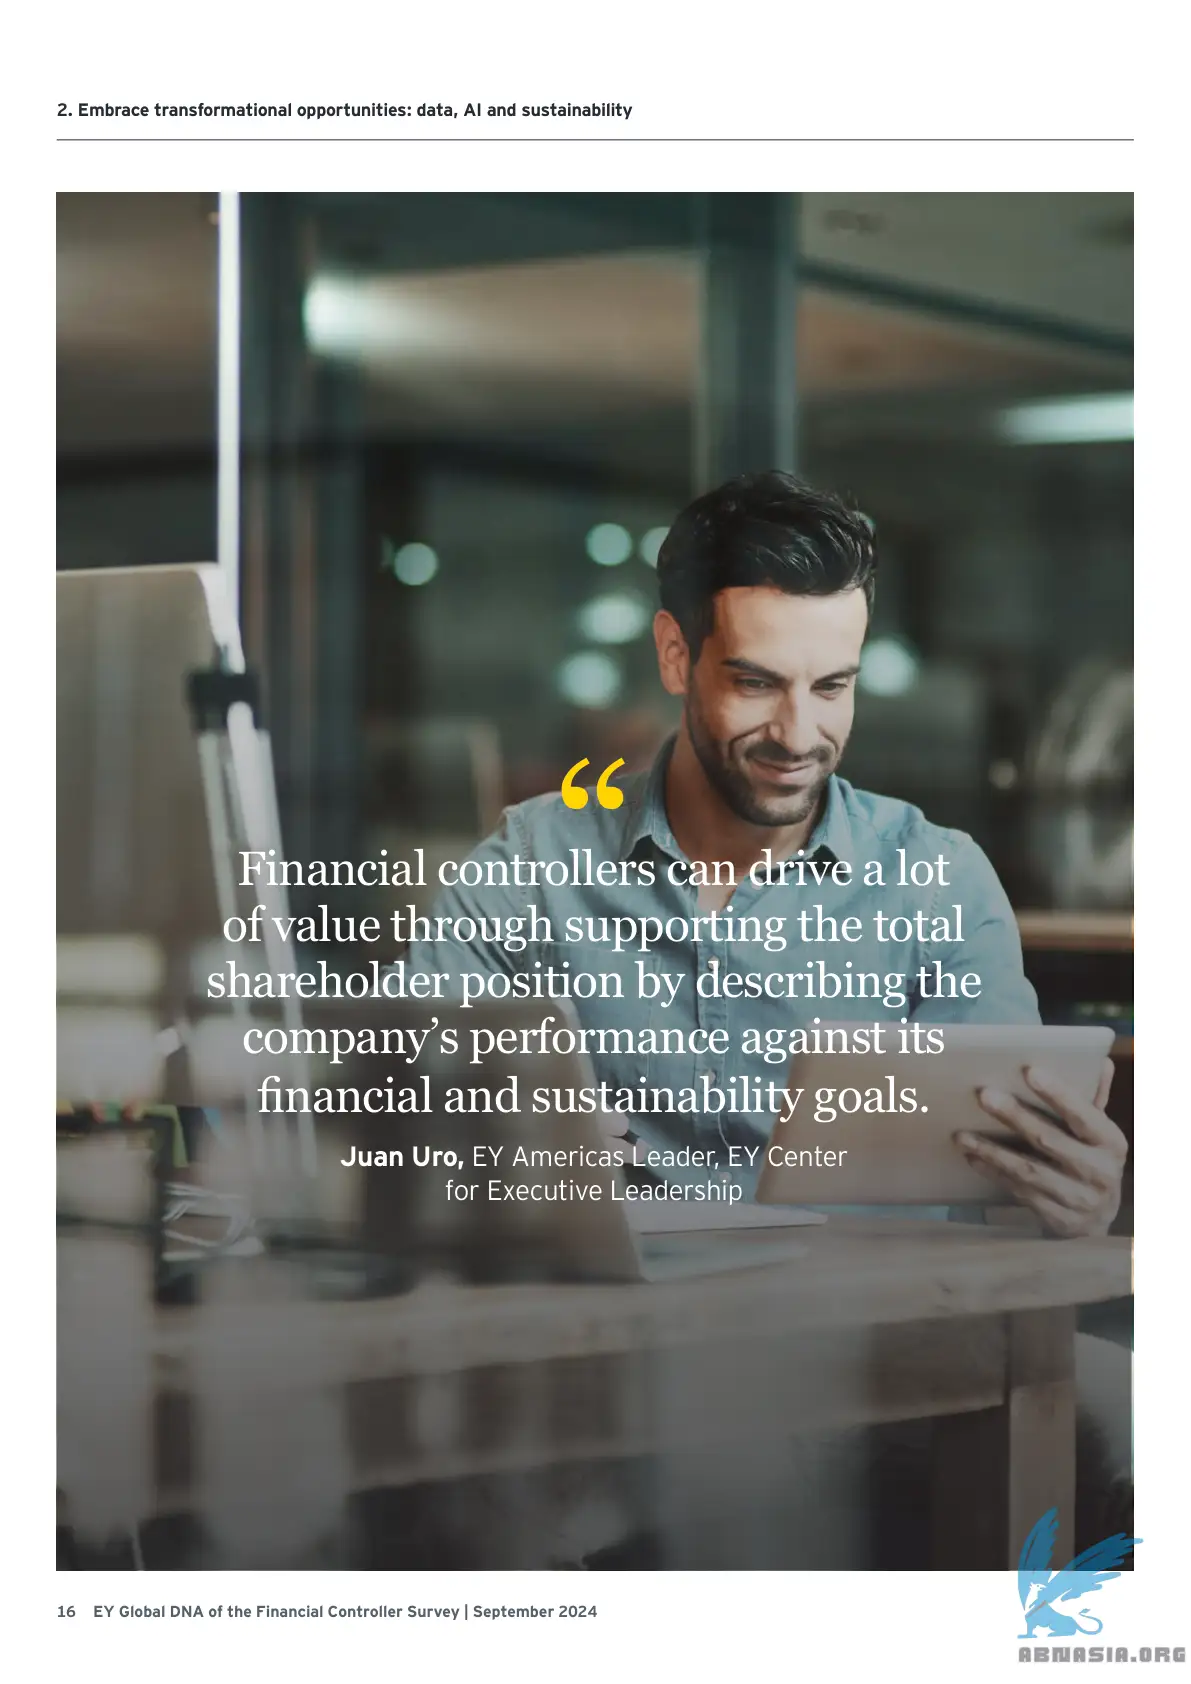 2. Embrace transformational opportunities: data, AI and sustainability
“
Financial controllers can drive a lot
of value through supporting the total
shareholder position by describing the
company’s performance against its
financial and sustainability goals.
Juan Uro, EY Americas Leader, EY Center
for Executive Leadership
16 EY Global DNA of the Financial Controller Survey | September 2024
ABNASIA.ORG